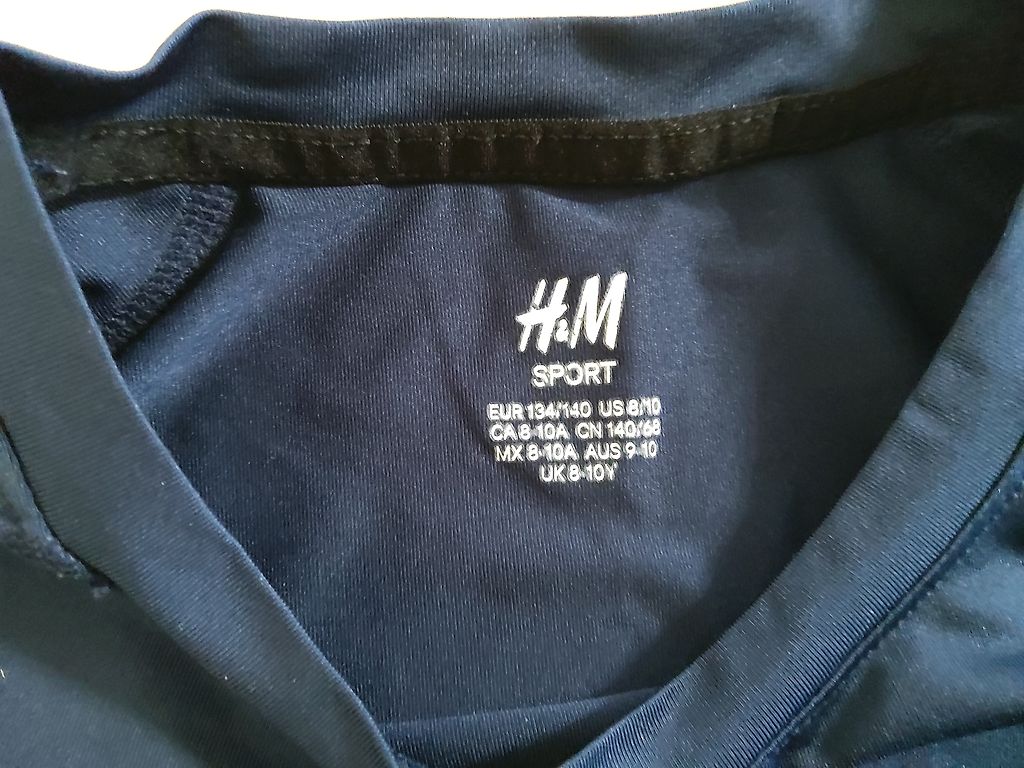 H&M
SPORT
EUR 134/140 US 8/10
CA 8-10A CN 140/68
MX 8-10A AUS 9-10
UK 8-10Y